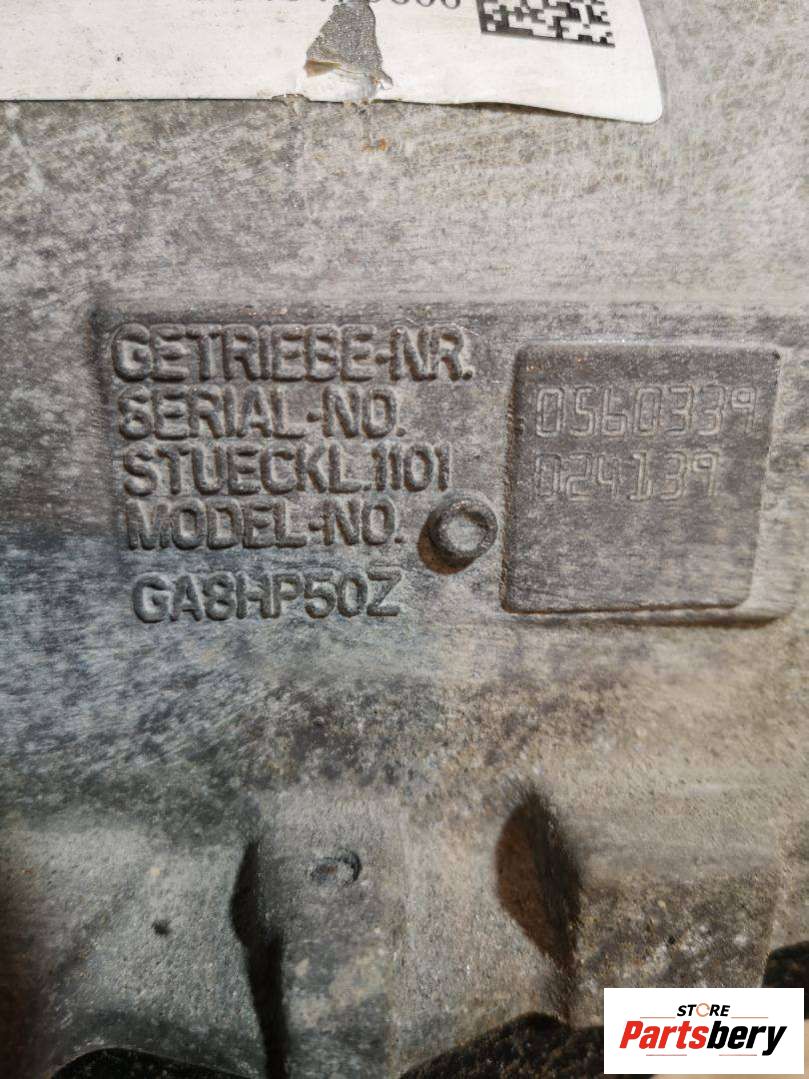 GETRIEBE-NR.
SERIAL-NO.
STUECKL.1101
MODEL-NO.
GA8HP50Z
0560339
024139
STORE
Partsbery